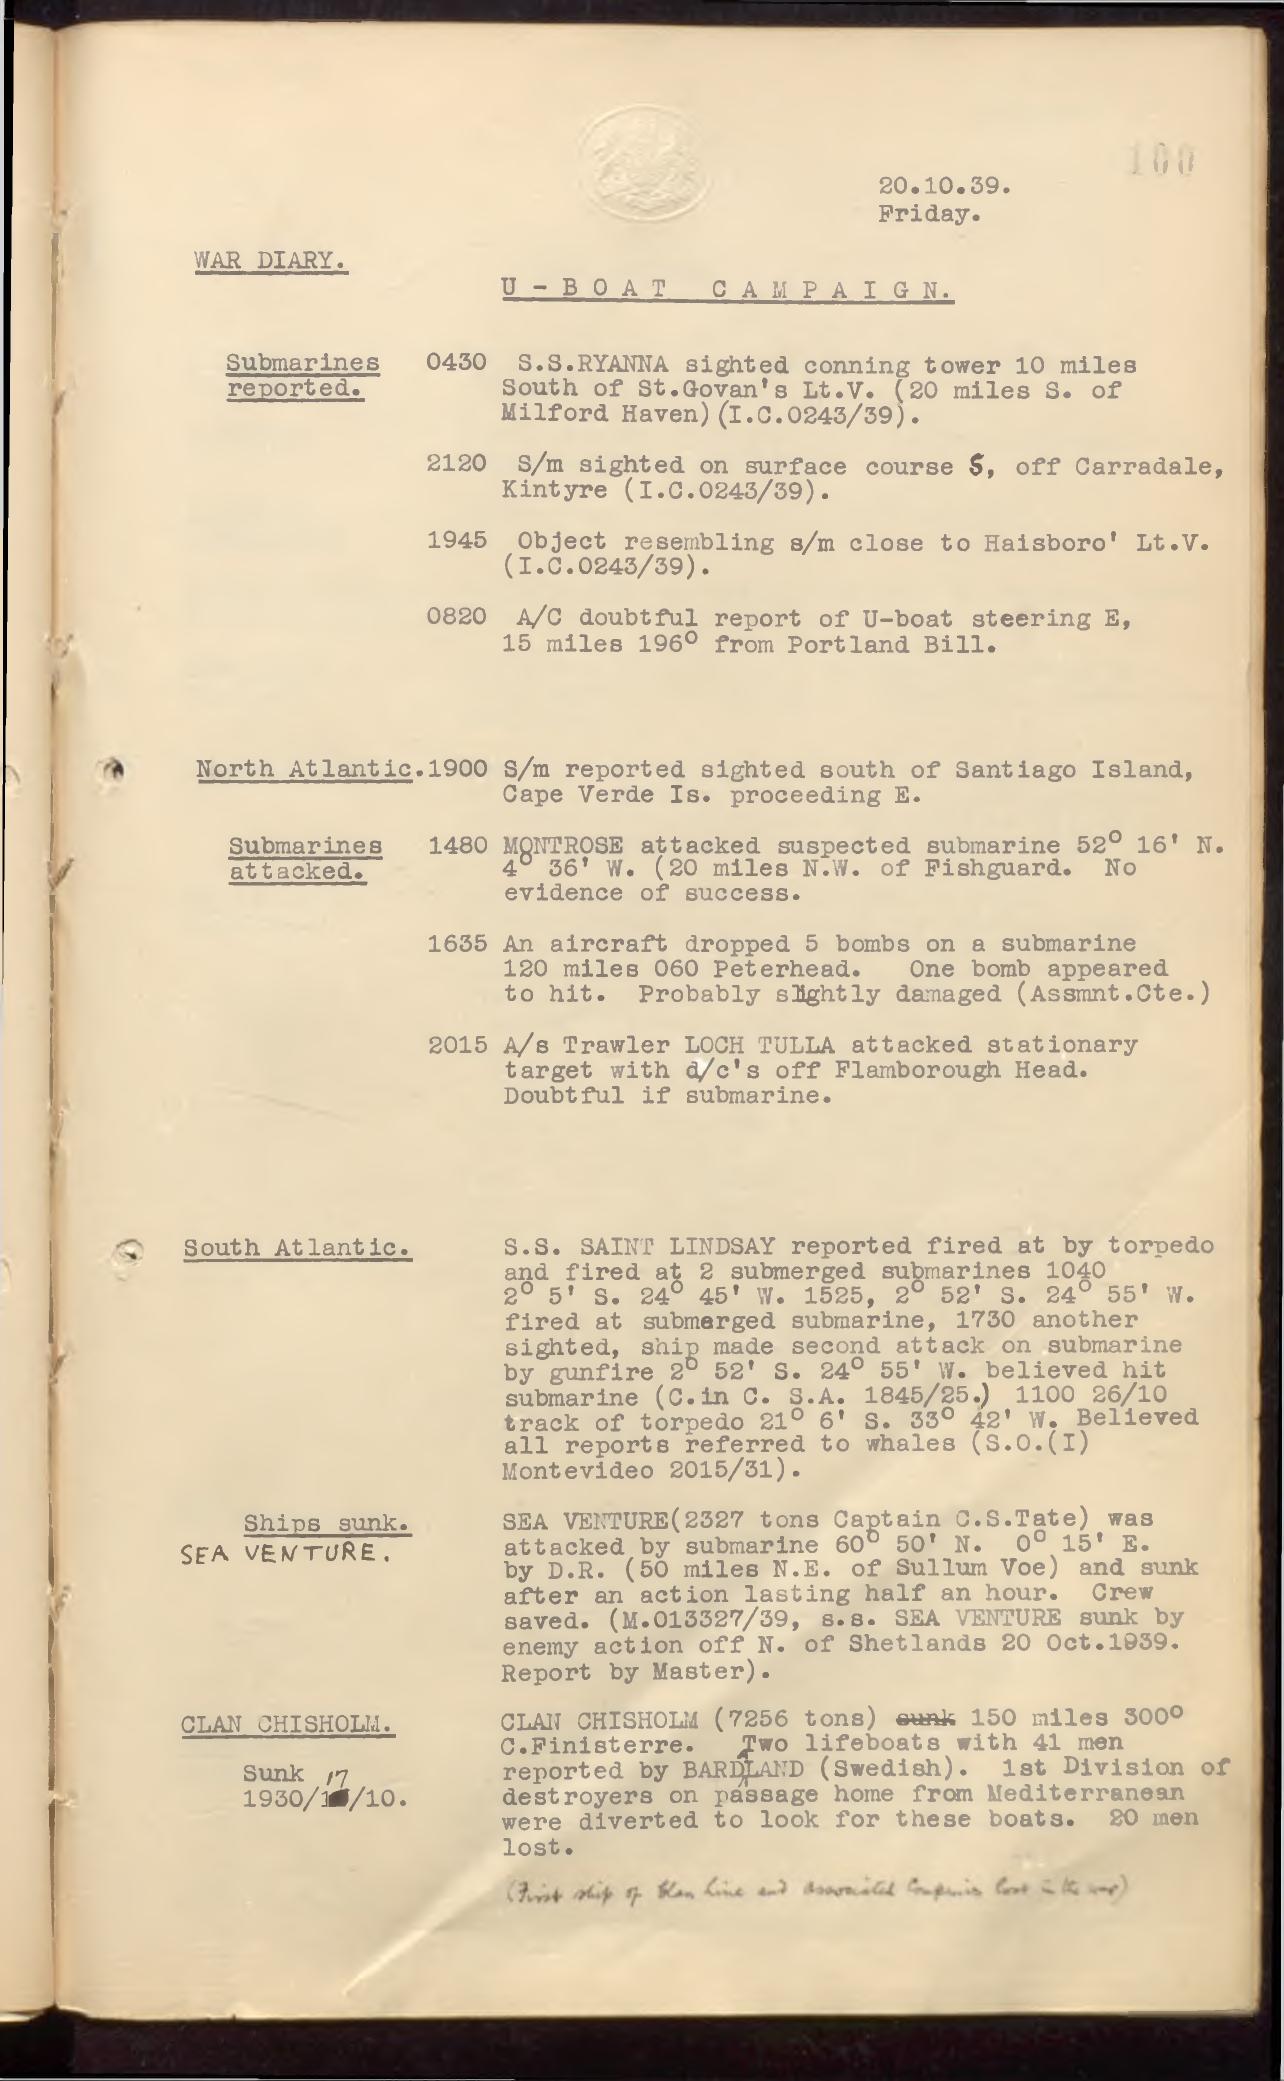 100
20.10.39.
Friday.
WAR DIARY.
U - B O A T C A M P A I G N.
Submarines 0430 S.S.RYANNA sighted conning tower 10 miles
reported. South of St.Govan's Lt.V. (20 miles S. of
Milford Haven)(I.C.0243/39).
2120 S/m sighted on surface course S, off Carradale,
Kintyre (I.C.0243/39).
1945 Object resembling s/m close to Haisboro' Lt.V.
(I.C.0243/39).
0820 A/C doubtful report of U-boat steering E,
15 miles 196° from Portland Bill.
North Atlantic. 1900 S/m reported sighted south of Santiago Island,
Cape Verde Is. proceeding E.
Submarines 1480 MONTROSE attacked suspected submarine 52° 16' N.
attacked. 4° 36' W. (20 miles N.W. of Fishguard. No
evidence of success.
1635 An aircraft dropped 5 bombs on a submarine
120 miles 060 Peterhead. One bomb appeared
to hit. Probably slightly damaged (Assmnt.Cte.)
2015 A/s Trawler LOCH TULLA attacked stationary
target with d/c's off Flamborough Head.
Doubtful if submarine.
South Atlantic. S.S. SAINT LINDSAY reported fired at by torpedo
and fired at 2 submerged submarines 1040
2° 5' S. 24° 45' W. 1525, 2° 52' S. 24° 55' W.
fired at submerged submarine, 1730 another
sighted, ship made second attack on submarine
by gunfire 2° 52' S. 24° 55' W. believed hit
submarine (C.in C. S.A. 1845/25.) 1100 26/10
track of torpedo 21° 6' S. 33° 42' W. Believed
all reports referred to whales (S.O.(I)
Montevideo 2015/31).
Ships sunk. SEA VENTURE(2327 tons Captain C.S.Tate) was
SEA VENTURE. attacked by submarine 60° 50' N. 0° 15' E.
by D.R. (50 miles N.E. of Sullum Voe) and sunk
after an action lasting half an hour. Crew
saved. (M.013327/39, s.s. SEA VENTURE sunk by
enemy action off N. of Shetlands 20 Oct.1939.
Report by Master).
CLAN CHISHOLM. CLAN CHISHOLM (7256 tons) sunk 150 miles 300°
C.Finisterre. Two lifeboats with 41 men
Sunk 17 reported by BARDLAND (Swedish). 1st Division of
1930/ /10. destroyers on passage home from Mediterranean
were diverted to look for these boats. 20 men
lost.
(First ship of Clan Line and associated Companies lost in the war)